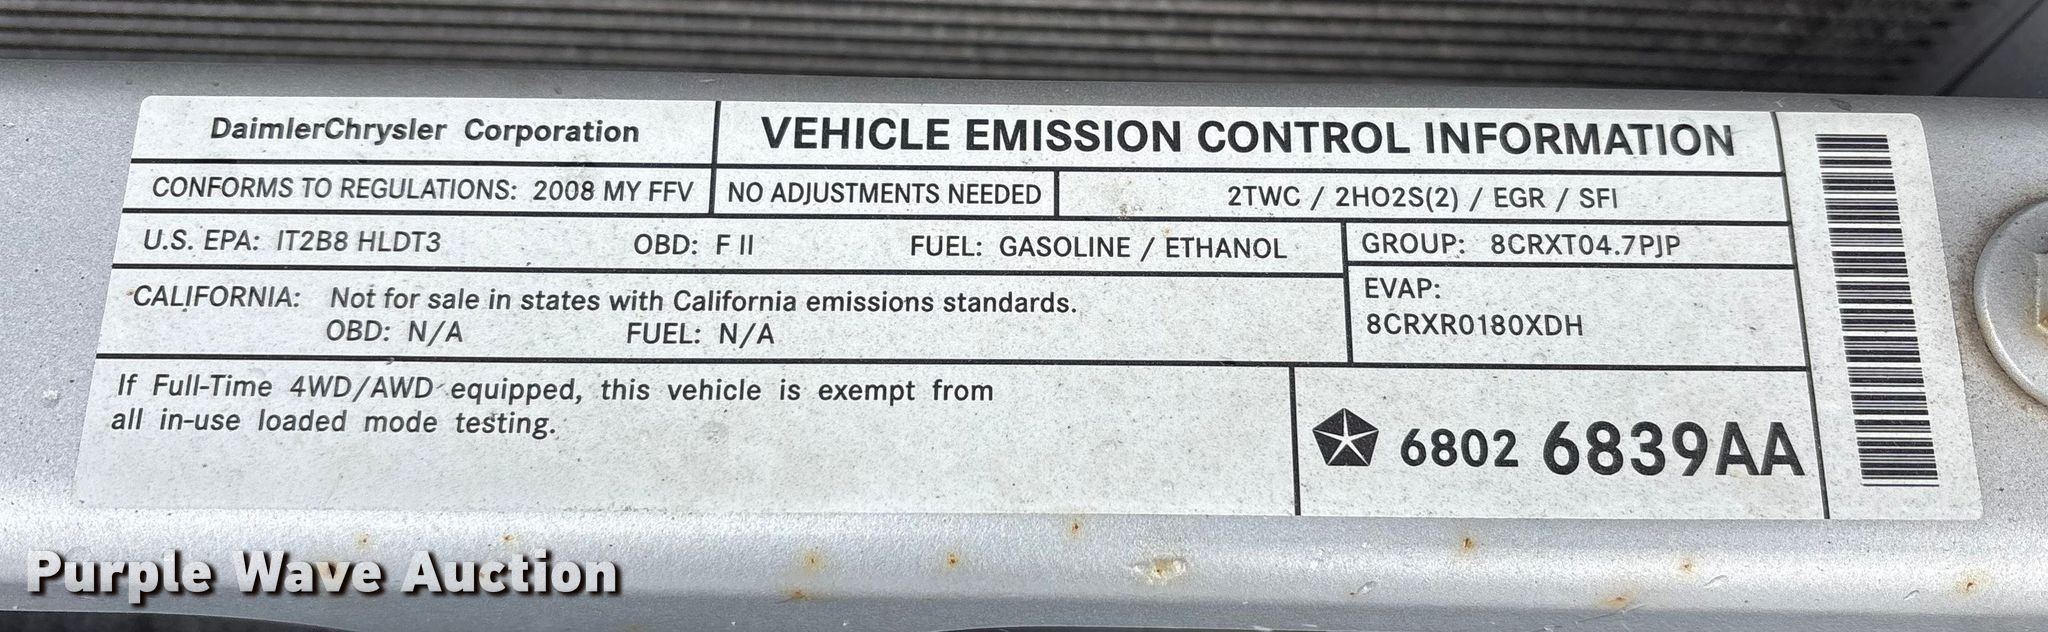 DaimlerChrysler Corporation
VEHICLE EMISSION CONTROL INFORMATION
CONFORMS TO REGULATIONS: 2008 MY FFV
NO ADJUSTMENTS NEEDED
2TWC / 2HO2S(2) / EGR / SFI
U.S. EPA: IT2B8 HLDT3 OBD: F II FUEL: GASOLINE / ETHANOL
GROUP: 8CRXT04.7PJP
CALIFORNIA: Not for sale in states with California emissions standards.
OBD: N/A FUEL: N/A
EVAP:
8CRXR0180XDH
If Full-Time 4WD/AWD equipped, this vehicle is exempt from
all in-use loaded mode testing.
6802 6839AA
Purple Wave Auction